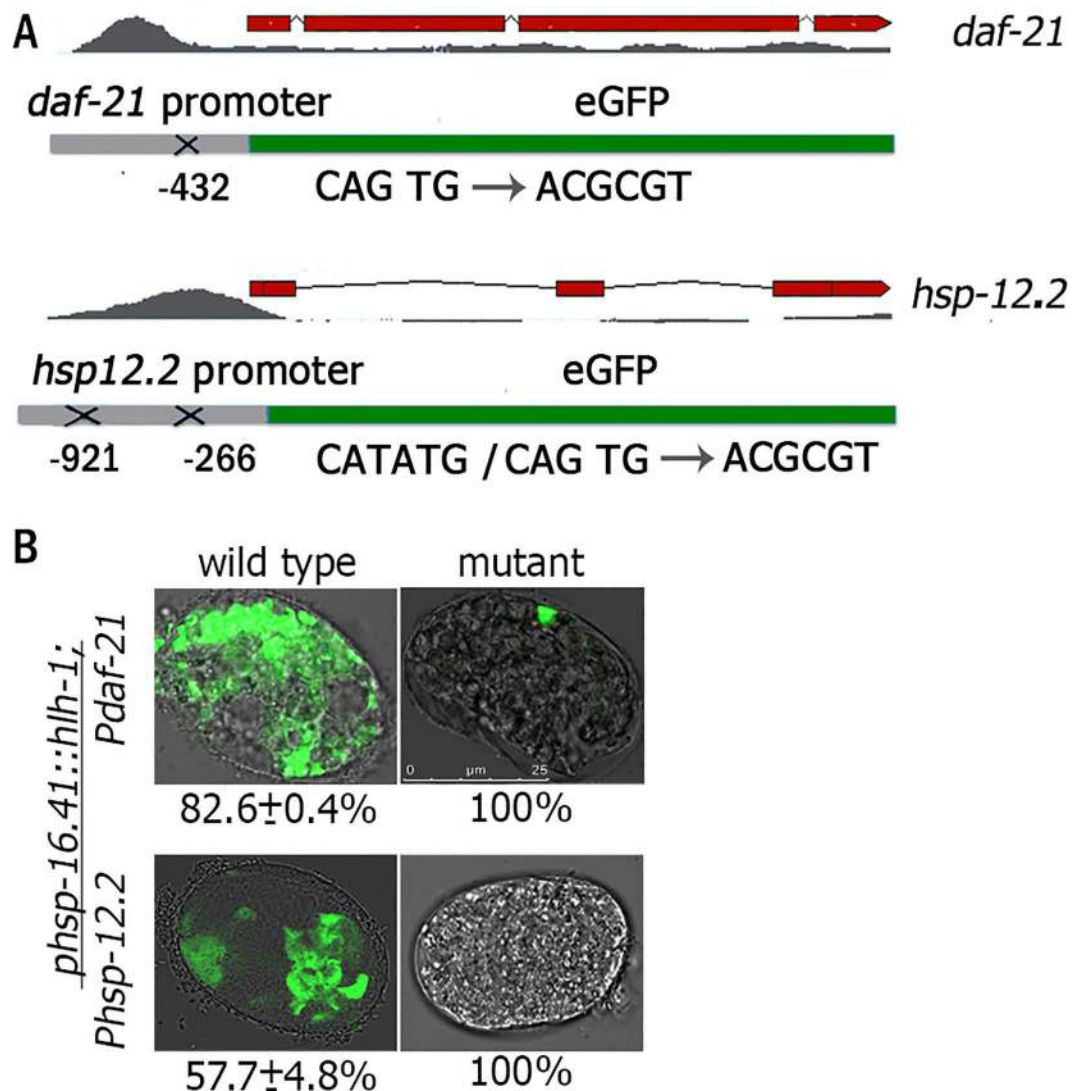 A
daf-21
daf-21 promoter eGFP
-432 CAG TG → ACGCGT
hsp-12.2
hsp12.2 promoter eGFP
-921 -266 CATATG / CAG TG → ACGCGT
B
wild type mutant
phsp-16.41::hlh-1;
Pdaf-21
0 µm 25
82.6±0.4% 100%
Phsp-12.2
57.7±4.8% 100%